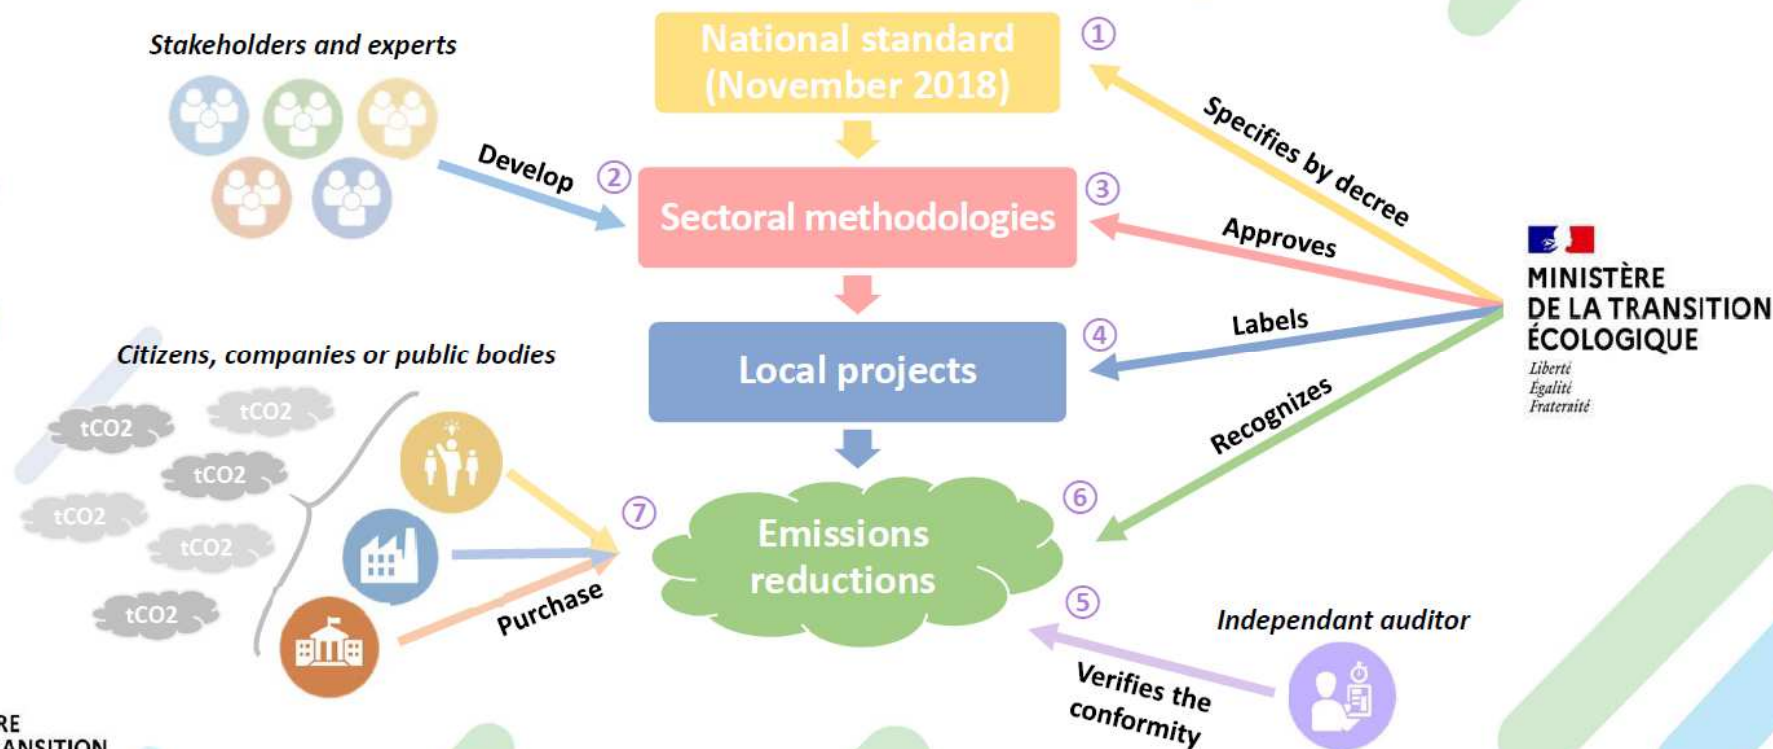 Stakeholders and experts
National standard
(November 2018)
①
Specifies by decree
Develop
②
Sectoral methodologies
③
Approves
MINISTÈRE
DE LA TRANSITION
ÉCOLOGIQUE
Liberté
Égalité
Fraternité
Labels
④
Local projects
Citizens, companies or public bodies
tCO2
tCO2
tCO2
tCO2
tCO2
tCO2
Recognizes
⑥
⑦
Emissions
reductions
Purchase
⑤
Independant auditor
Verifies the
conformity
RE
ANSITION